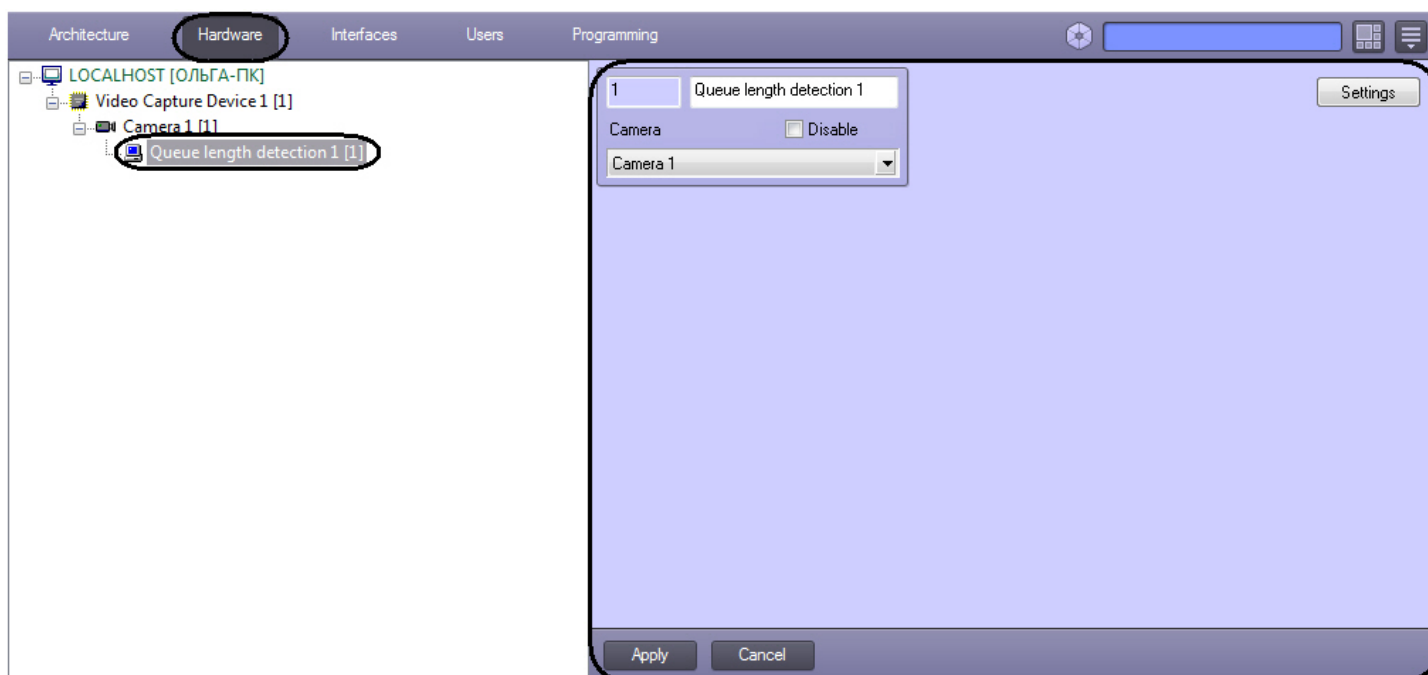 Architecture Hardware Interfaces Users Programming
LOCALHOST [ОЛЬГА-ПК]
Video Capture Device 1 [1]
Camera 1 [1]
Queue length detection 1 [1]
1 Queue length detection 1 Settings
Camera Disable
Camera 1
Apply Cancel